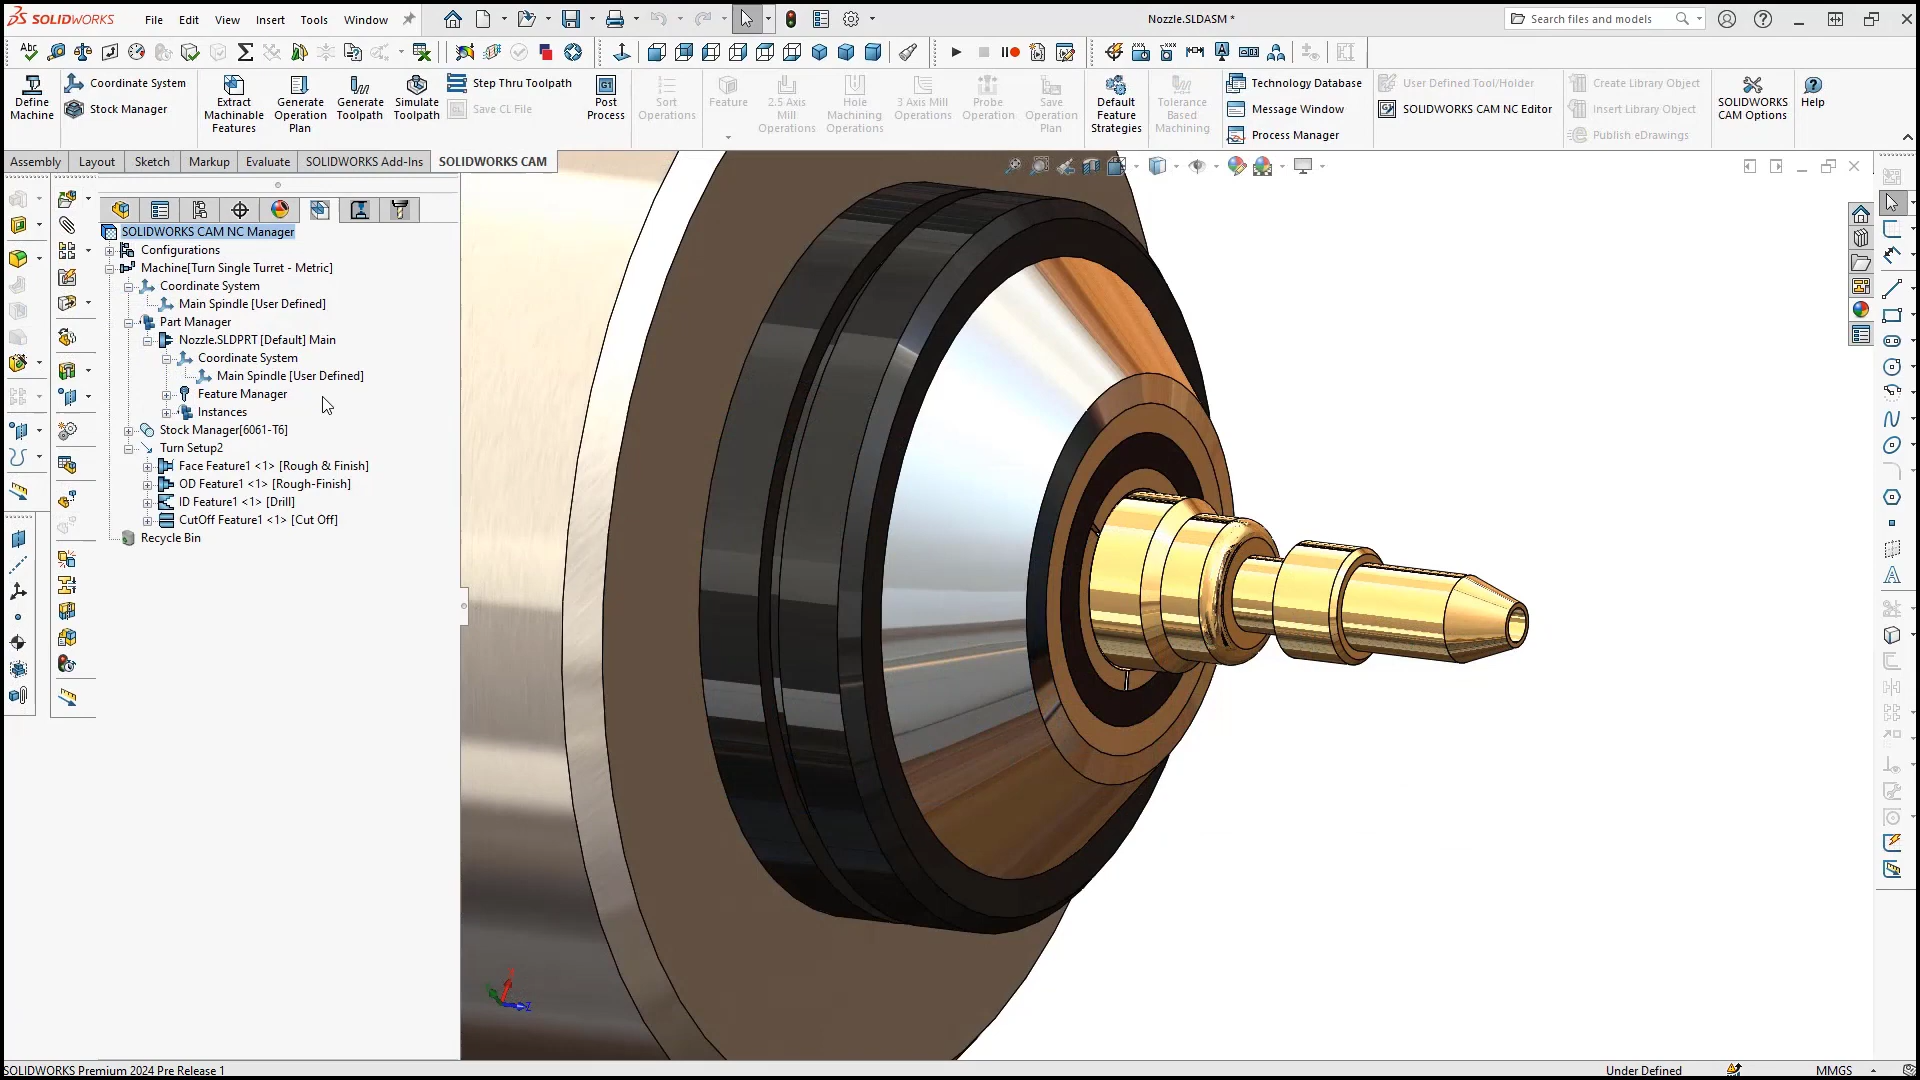 SOLIDWORKS
File Edit View Insert Tools Window
Nozzle.SLDASM *
Search files and models
Define Machine
Coordinate System
Stock Manager
Extract Machinable Features
Generate Operation Plan
Generate Toolpath
Simulate Toolpath
Step Thru Toolpath
Save CL File
G1
Post Process
Sort Operations
Feature
2.5 Axis Mill Operations
Hole Machining Operations
3 Axis Mill Operations
Probe Operation
Save Operation Plan
Default Feature Strategies
Tolerance Based Machining
Technology Database
Message Window
Process Manager
User Defined Tool/Holder
SOLIDWORKS CAM NC Editor
Create Library Object
Insert Library Object
Publish eDrawings
SOLIDWORKS CAM Options
Help
Assembly Layout Sketch Markup Evaluate SOLIDWORKS Add-Ins SOLIDWORKS CAM
SOLIDWORKS CAM NC Manager
Configurations
Machine[Turn Single Turret - Metric]
Coordinate System
Main Spindle [User Defined]
Part Manager
Nozzle.SLDPRT [Default] Main
Coordinate System
Main Spindle [User Defined]
Feature Manager
Instances
Stock Manager[6061-T6]
Turn Setup2
Face Feature1 <1> [Rough & Finish]
OD Feature1 <1> [Rough-Finish]
ID Feature1 <1> [Drill]
CutOff Feature1 <1> [Cut Off]
Recycle Bin
SOLIDWORKS Premium 2024 Pre Release 1
Under Defined
MMGS